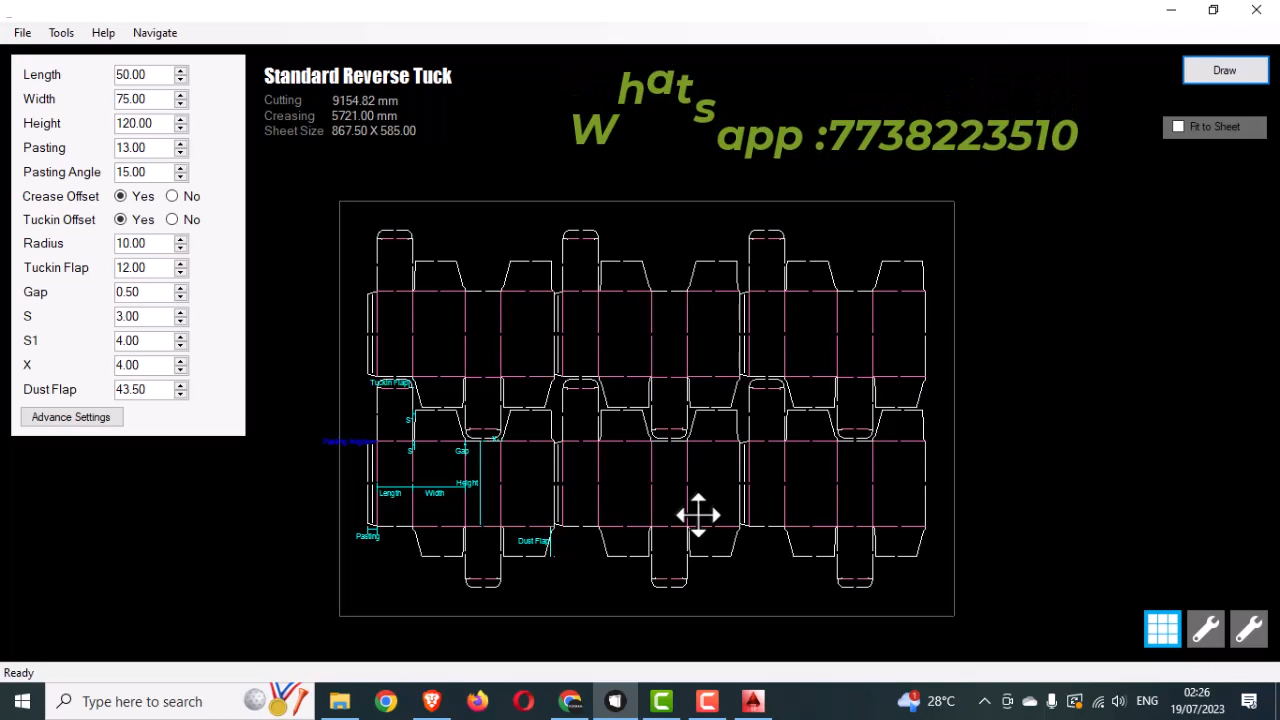 File Tools Help Navigate
Length 50.00
Width 75.00
Height 120.00
Pasting 13.00
Pasting Angle 15.00
Crease Offset Yes No
Tuckin Offset Yes No
Radius 10.00
Tuckin Flap 12.00
Gap 0.50
S 3.00
S1 4.00
X 4.00
Dust Flap 43.50
Advance Settings
Standard Reverse Tuck
Cutting 9154.82 mm
Creasing 5721.00 mm
Sheet Size 867.50 X 585.00
Whatsapp :7738223510
Draw
Fit to Sheet
Tuckin Flap
S
Gap
S
Height
Length Width
Pasting
Dust Flap
Ready
Type here to search
1
28°C
ENG
02:26
19/07/2023